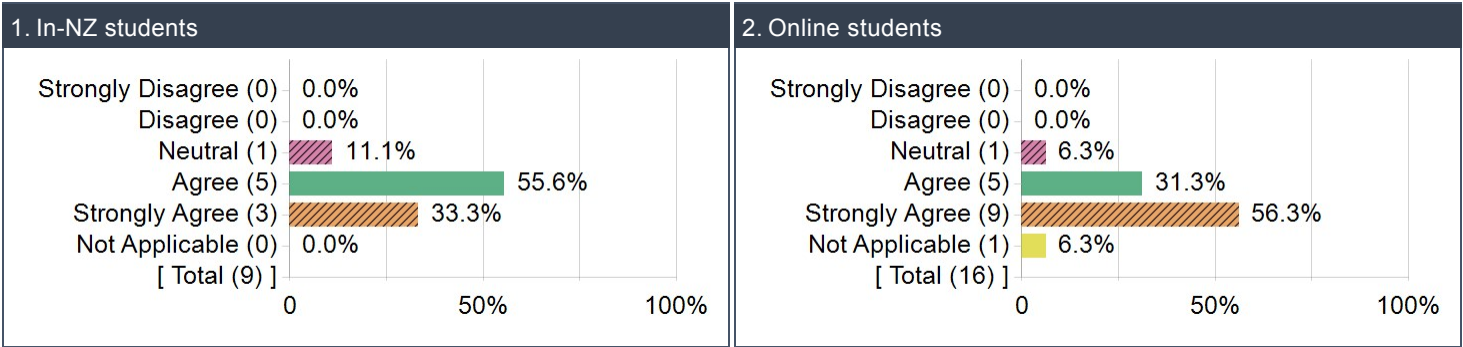 1. In-NZ students
Strongly Disagree (0) 0.0%
Disagree (0) 0.0%
Neutral (1) 11.1%
Agree (5) 55.6%
Strongly Agree (3) 33.3%
Not Applicable (0) 0.0%
[ Total (9) ]
0 50% 100%
2. Online students
Strongly Disagree (0) 0.0%
Disagree (0) 0.0%
Neutral (1) 6.3%
Agree (5) 31.3%
Strongly Agree (9) 56.3%
Not Applicable (1) 6.3%
[ Total (16) ]
0 50% 100%